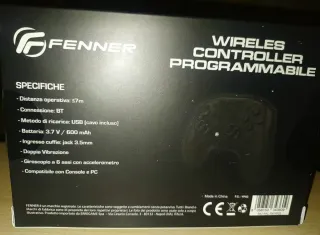 FENNER
WIRELES
CONTROLLER
PROGRAMMABILE
SPECIFICHE
• Distanza operativa: ≤7m
• Connessione: BT
• Metodo di ricarica: USB (cavo incluso)
• Batteria: 3.7 V / 600 mAh
• Ingresso cuffie: jack 3.5mm
• Doppia Vibrazione
• Giroscopio a 6 assi con accelerometro
• Compatibile con Console e PC
Made in China